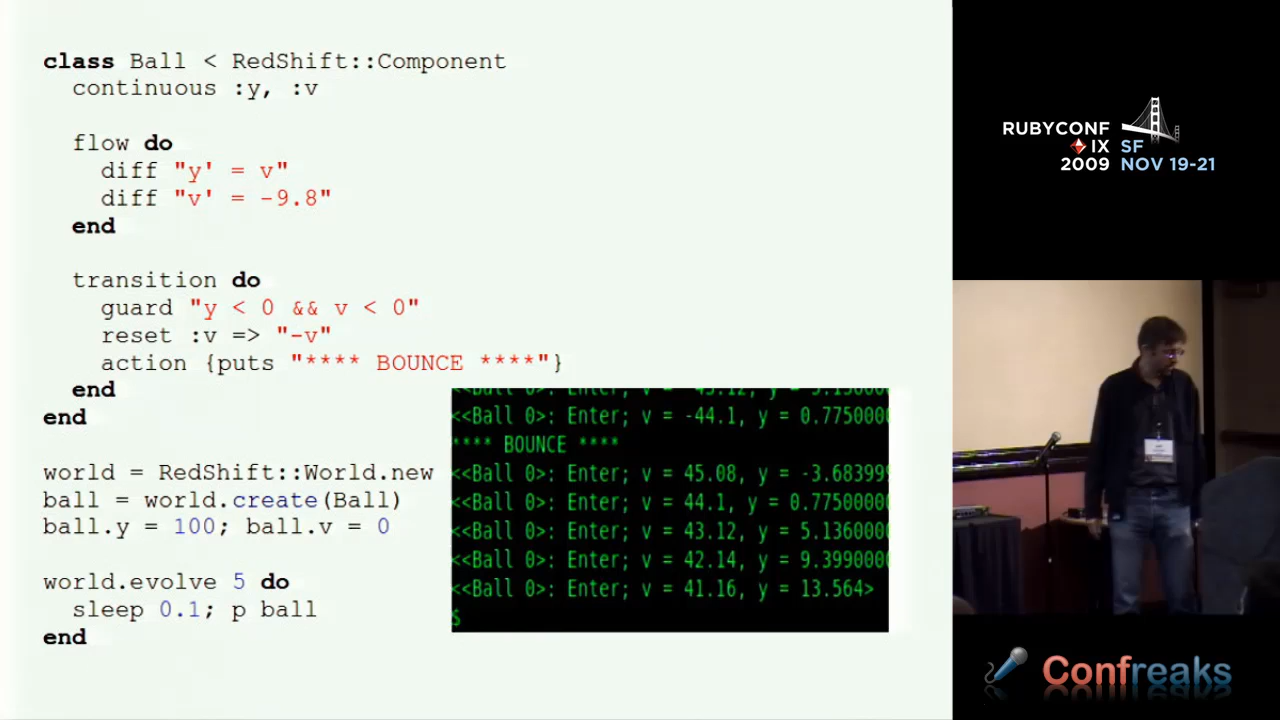 class Ball < RedShift::Component
continuous :y, :v
flow do
diff "y' = v"
diff "v' = -9.8"
end
transition do
guard "y < 0 && v < 0"
reset :v => "-v"
action {puts "**** BOUNCE ****"}
end
end
world = RedShift::World.new
ball = world.create(Ball)
ball.y = 100; ball.v = 0
world.evolve 5 do
sleep 0.1; p ball
end
<<Ball 0>: Enter; v = -44.1, y = 0.7750000
**** BOUNCE ****
<<Ball 0>: Enter; v = 45.08, y = -3.683999
<<Ball 0>: Enter; v = 44.1, y = 0.77500000
<<Ball 0>: Enter; v = 43.12, y = 5.1360000
<<Ball 0>: Enter; v = 42.14, y = 9.3990000
<<Ball 0>: Enter; v = 41.16, y = 13.564>
$
RUBYCONF
IX SF
2009 NOV 19-21
Confreaks